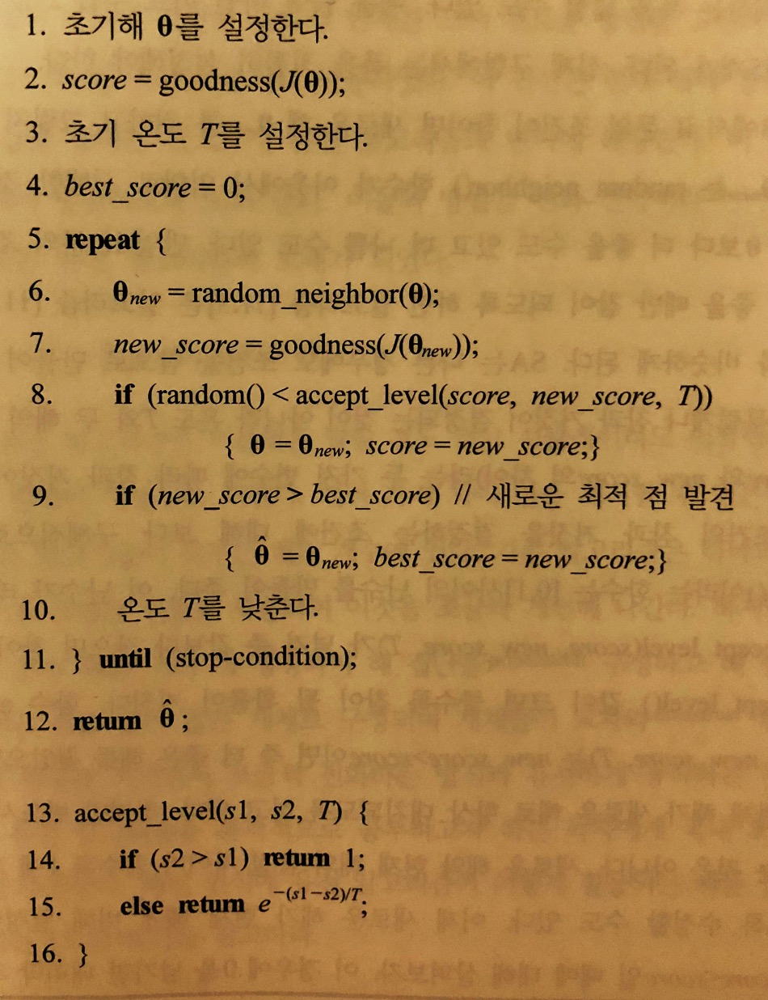 1. 초기해 θ를 설정한다.
2. score = goodness(J(θ));
3. 초기 온도 T를 설정한다.
4. best_score = 0;
5. repeat {
6. θnew = random_neighbor(θ);
7. new_score = goodness(J(θnew));
8. if (random() < accept_level(score, new_score, T))
{ θ = θnew; score = new_score;}
9. if (new_score > best_score) // 새로운 최적 점 발견
{ θ̂ = θnew; best_score = new_score;}
10. 온도 T를 낮춘다.
11. } until (stop-condition);
12. return θ̂ ;
13. accept_level(s1, s2, T) {
14. if (s2 > s1) return 1;
15. else return e^-(s1-s2)/T;
16. }